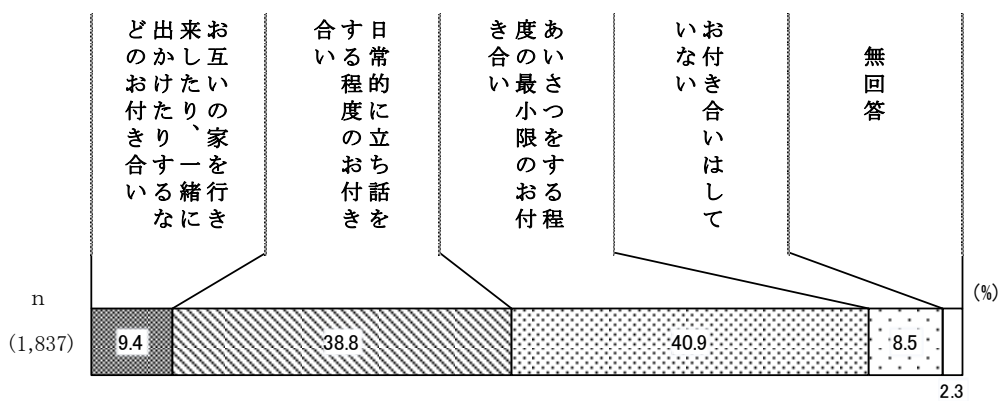 お互いの家を行き
来したり、一緒に
出かけたりするな
どのお付き合い
日常的に立ち話を
する程度のお付き
合い
あいさつをする程
度の最小限のお付
き合い
お付き合いはして
いない
無回答
(%)
n
(1,837)
9.4
38.8
40.9
8.5
2.3